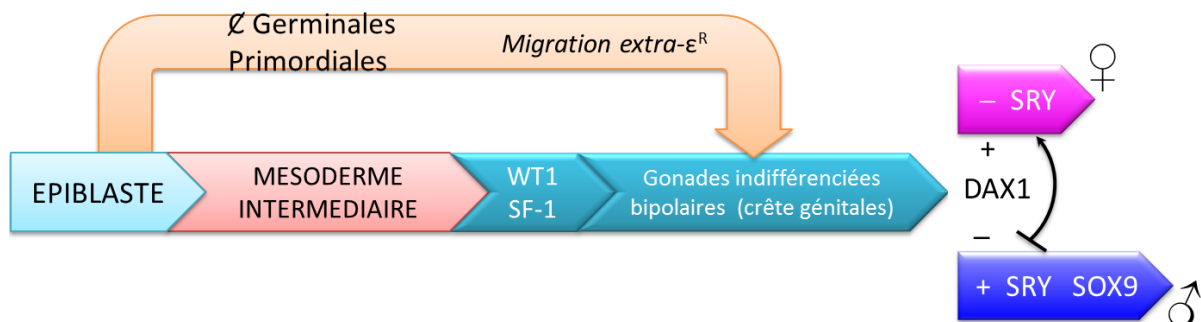 ₡ Germinales
Primordiales
Migration extra-εᴿ
EPIBLASTE
MESODERME
INTERMEDIAIRE
WT1
SF-1
Gonades indifférenciées
bipolaires (crête génitales)
– SRY
♀
+
DAX1
–
+ SRY SOX9
♂